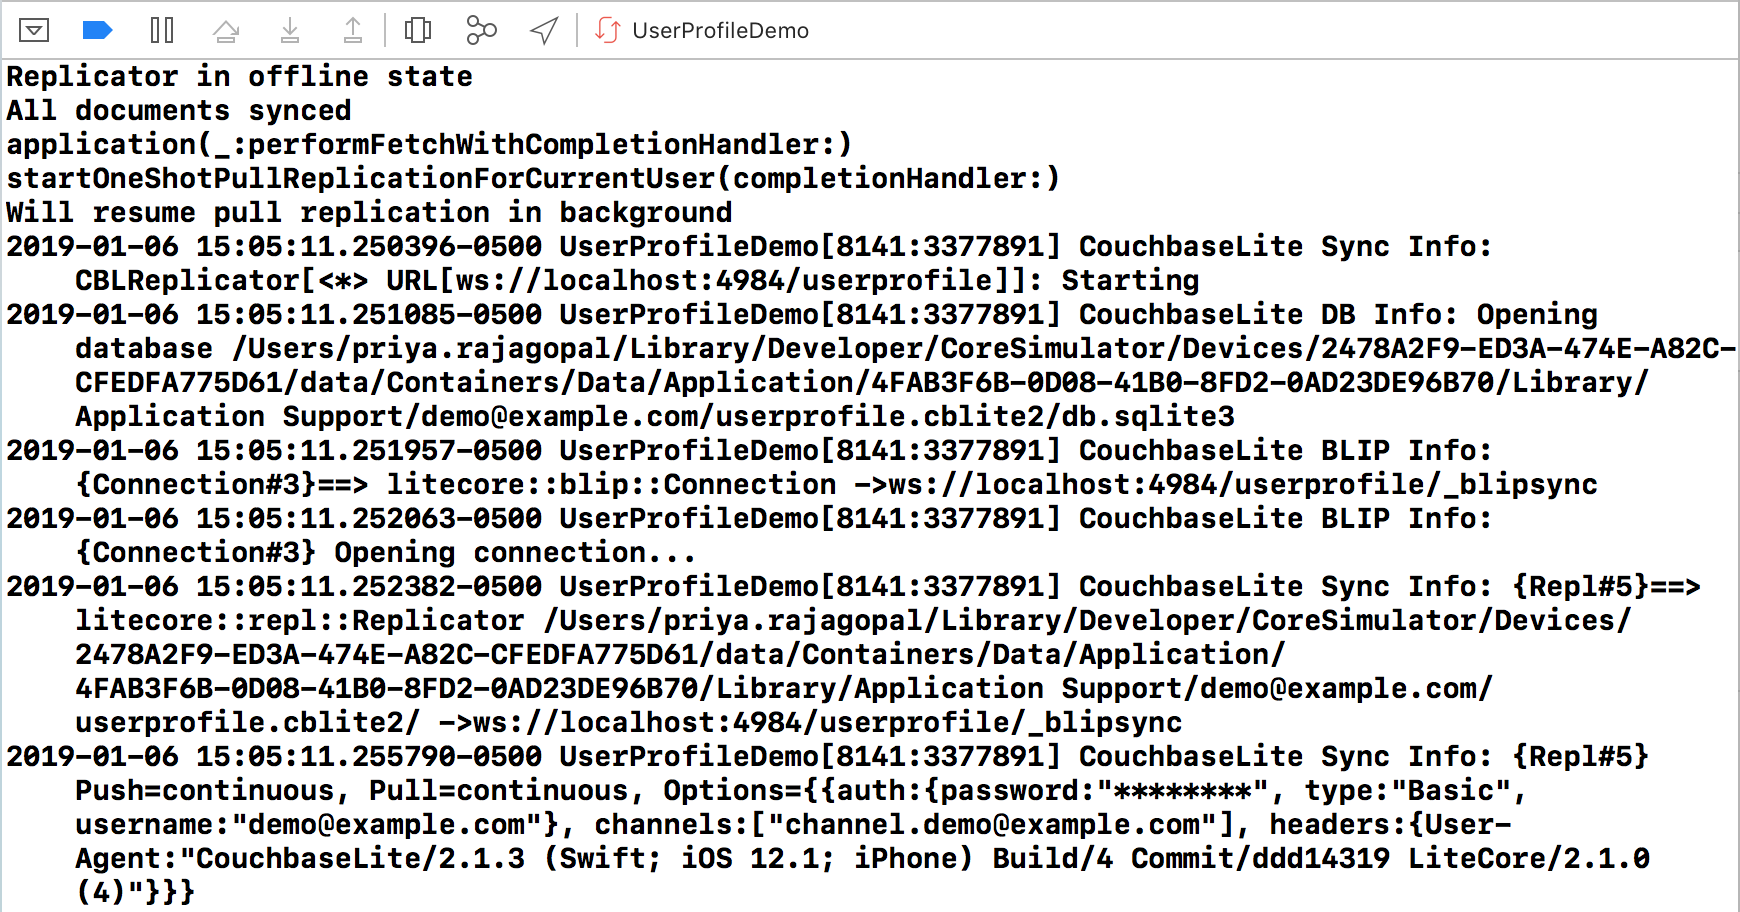 UserProfileDemo
Replicator in offline state
All documents synced
application(_:performFetchWithCompletionHandler:)
startOneShotPullReplicationForCurrentUser(completionHandler:)
Will resume pull replication in background
2019-01-06 15:05:11.250396-0500 UserProfileDemo[8141:3377891] CouchbaseLite Sync Info:
CBLReplicator[<*> URL[ws://localhost:4984/userprofile]]: Starting
2019-01-06 15:05:11.251085-0500 UserProfileDemo[8141:3377891] CouchbaseLite DB Info: Opening
database /Users/priya.rajagopal/Library/Developer/CoreSimulator/Devices/2478A2F9-ED3A-474E-A82C-
CFEDFA775D61/data/Containers/Data/Application/4FAB3F6B-0D08-41B0-8FD2-0AD23DE96B70/Library/
Application Support/demo@example.com/userprofile.cblite2/db.sqlite3
2019-01-06 15:05:11.251957-0500 UserProfileDemo[8141:3377891] CouchbaseLite BLIP Info:
{Connection#3}==> litecore::blip::Connection ->ws://localhost:4984/userprofile/_blipsync
2019-01-06 15:05:11.252063-0500 UserProfileDemo[8141:3377891] CouchbaseLite BLIP Info:
{Connection#3} Opening connection...
2019-01-06 15:05:11.252382-0500 UserProfileDemo[8141:3377891] CouchbaseLite Sync Info: {Repl#5}==>
litecore::repl::Replicator /Users/priya.rajagopal/Library/Developer/CoreSimulator/Devices/
2478A2F9-ED3A-474E-A82C-CFEDFA775D61/data/Containers/Data/Application/
4FAB3F6B-0D08-41B0-8FD2-0AD23DE96B70/Library/Application Support/demo@example.com/
userprofile.cblite2/ ->ws://localhost:4984/userprofile/_blipsync
2019-01-06 15:05:11.255790-0500 UserProfileDemo[8141:3377891] CouchbaseLite Sync Info: {Repl#5}
Push=continuous, Pull=continuous, Options={{auth:{password:"********", type:"Basic",
username:"demo@example.com"}, channels:["channel.demo@example.com"], headers:{User-
Agent:"CouchbaseLite/2.1.3 (Swift; iOS 12.1; iPhone) Build/4 Commit/ddd14319 LiteCore/2.1.0
(4)"}}}